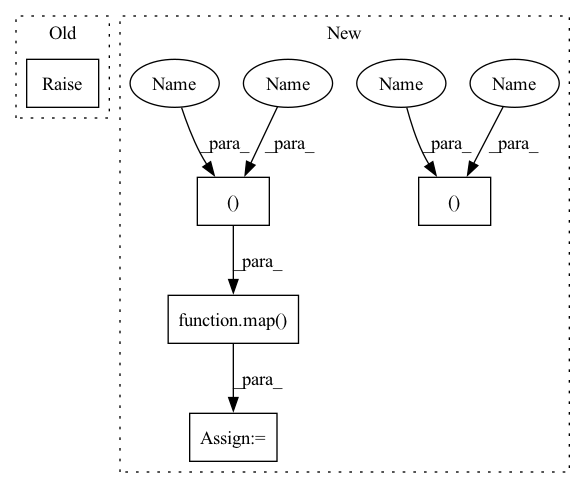 Old
New
Raise
Name
Name
Name
Name
_para_
_para_
_para_
_para_
()
()
_para_
function.map()
_para_
Assign:=